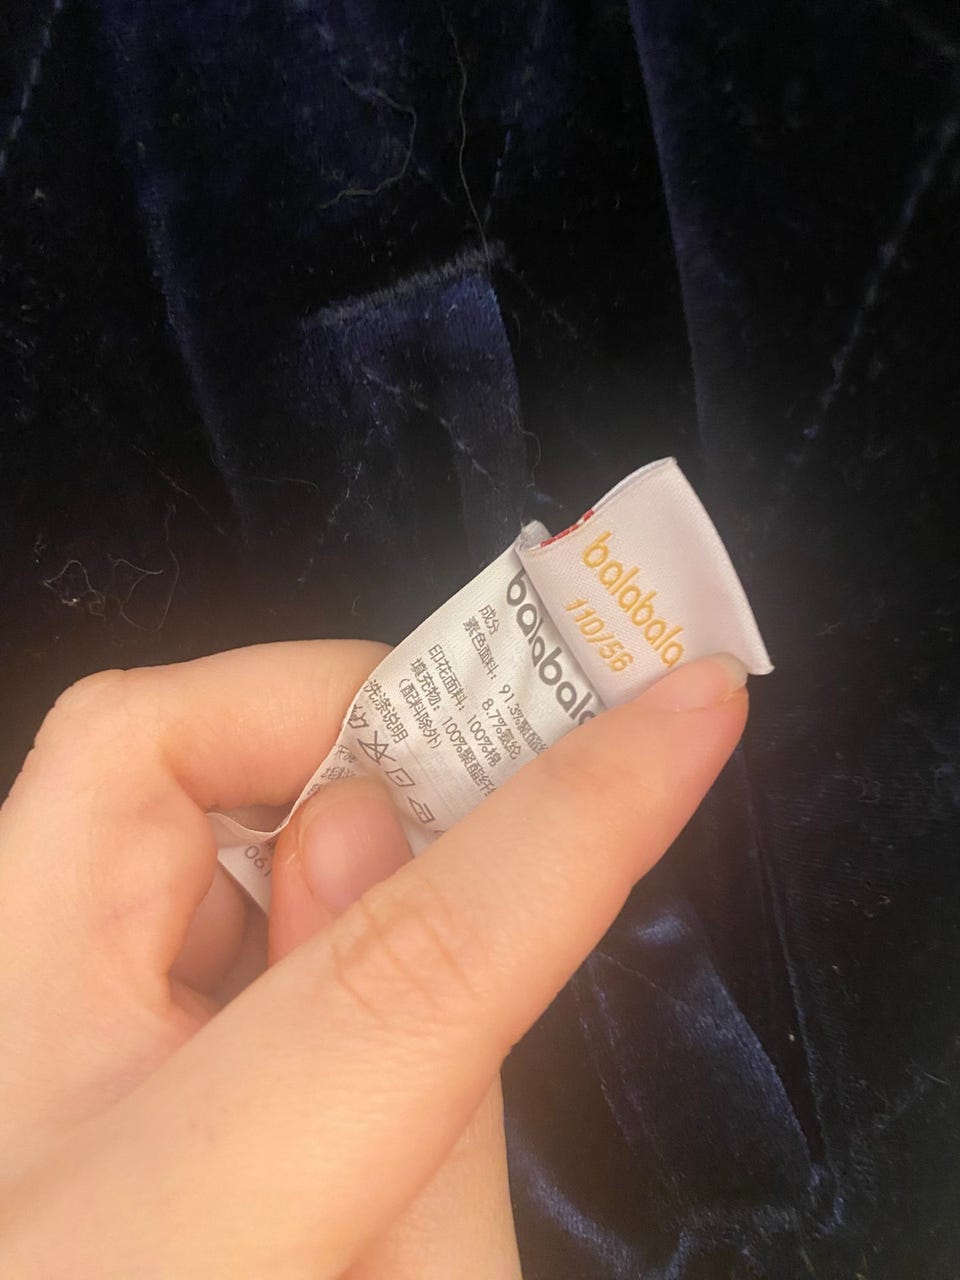 balabala
110/56
balabala
成分
素色面料: 91.3%聚酯纤
8.7%氨纶
印花面料: 100%棉
填充物: 100%聚酯纤
(配料除外)
洗涤说明
061